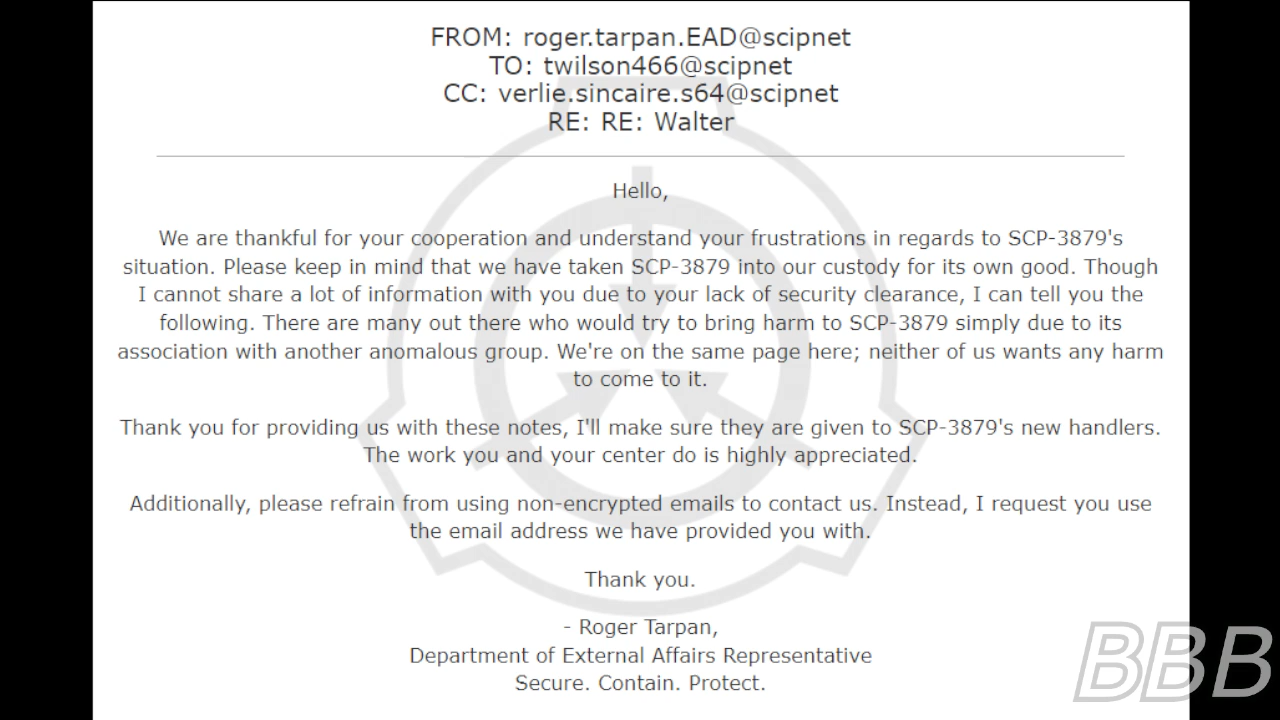 FROM: roger.tarpan.EAD@scipnet
TO: twilson466@scipnet
CC: verlie.sincaire.s64@scipnet
RE: RE: Walter
Hello,
We are thankful for your cooperation and understand your frustrations in regards to SCP-3879's
situation. Please keep in mind that we have taken SCP-3879 into our custody for its own good. Though
I cannot share a lot of information with you due to your lack of security clearance, I can tell you the
following. There are many out there who would try to bring harm to SCP-3879 simply due to its
association with another anomalous group. We're on the same page here; neither of us wants any harm
to come to it.
Thank you for providing us with these notes, I'll make sure they are given to SCP-3879's new handlers.
The work you and your center do is highly appreciated.
Additionally, please refrain from using non-encrypted emails to contact us. Instead, I request you use
the email address we have provided you with.
Thank you.
- Roger Tarpan,
Department of External Affairs Representative
Secure. Contain. Protect.
BBB